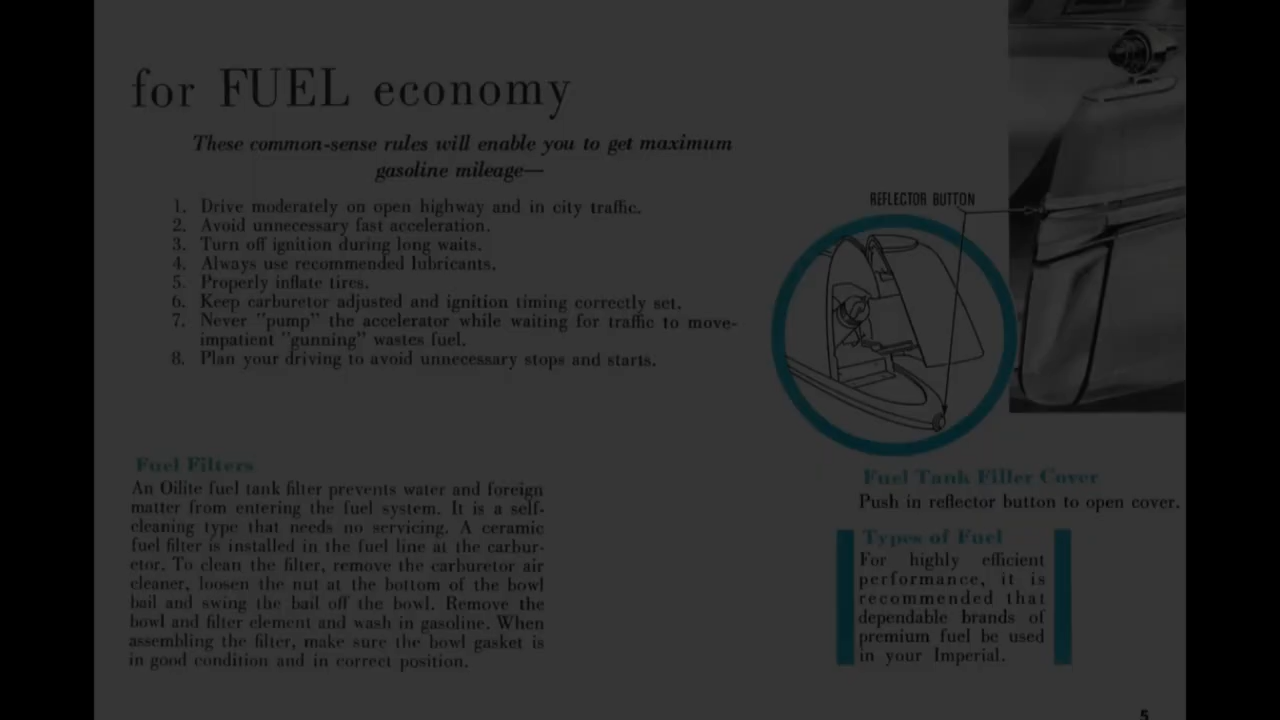 for FUEL economy
These common-sense rules will enable you to get maximum
gasoline mileage—
1. Drive moderately on open highway and in city traffic.
2. Avoid unnecessary fast acceleration.
3. Turn off ignition during long waits.
4. Always use recommended lubricants.
5. Properly inflate tires.
6. Keep carburetor adjusted and ignition timing correctly set.
7. Never "pump" the accelerator while waiting for traffic to move-
impatient "gunning" wastes fuel.
8. Plan your driving to avoid unnecessary stops and starts.
REFLECTOR BUTTON
Fuel Filters
An Oilite fuel tank filter prevents water and foreign
matter from entering the fuel system. It is a self-
cleaning type that needs no servicing. A ceramic
fuel filter is installed in the fuel line at the carbur-
etor. To clean the filter, remove the carburetor air
cleaner, loosen the nut at the bottom of the bowl
bail and swing the bail off the bowl. Remove the
bowl and filter element and wash in gasoline. When
assembling the filter, make sure the bowl gasket is
in good condition and in correct position.
Fuel Tank Filler Cover
Push in reflector button to open cover.
Types of Fuel
For highly efficient
performance, it is
recommended that
dependable brands of
premium fuel be used
in your Imperial.
5